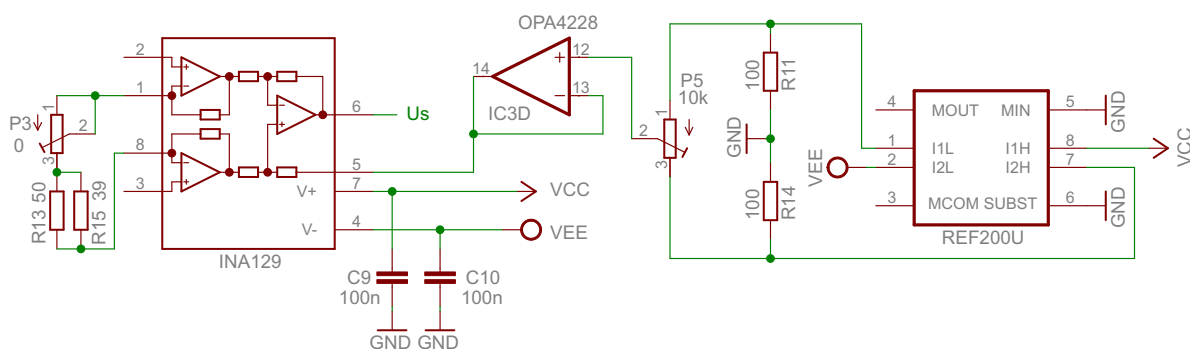 OPA4228
2
1
8
3
P3
0
1
2
3
R13 50
R15 39
V+
V-
INA129
6
Us
5
7
VCC
4
VEE
C9
100n
C10
100n
GND
GND
14
12
13
IC3D
P5
10k
1
2
3
100
R11
GND
100
R14
4
MOUT
MIN
5
GND
1
I1L
I1H
8
VCC
VEE
2
I2L
I2H
7
3
MCOM SUBST
6
GND
REF200U